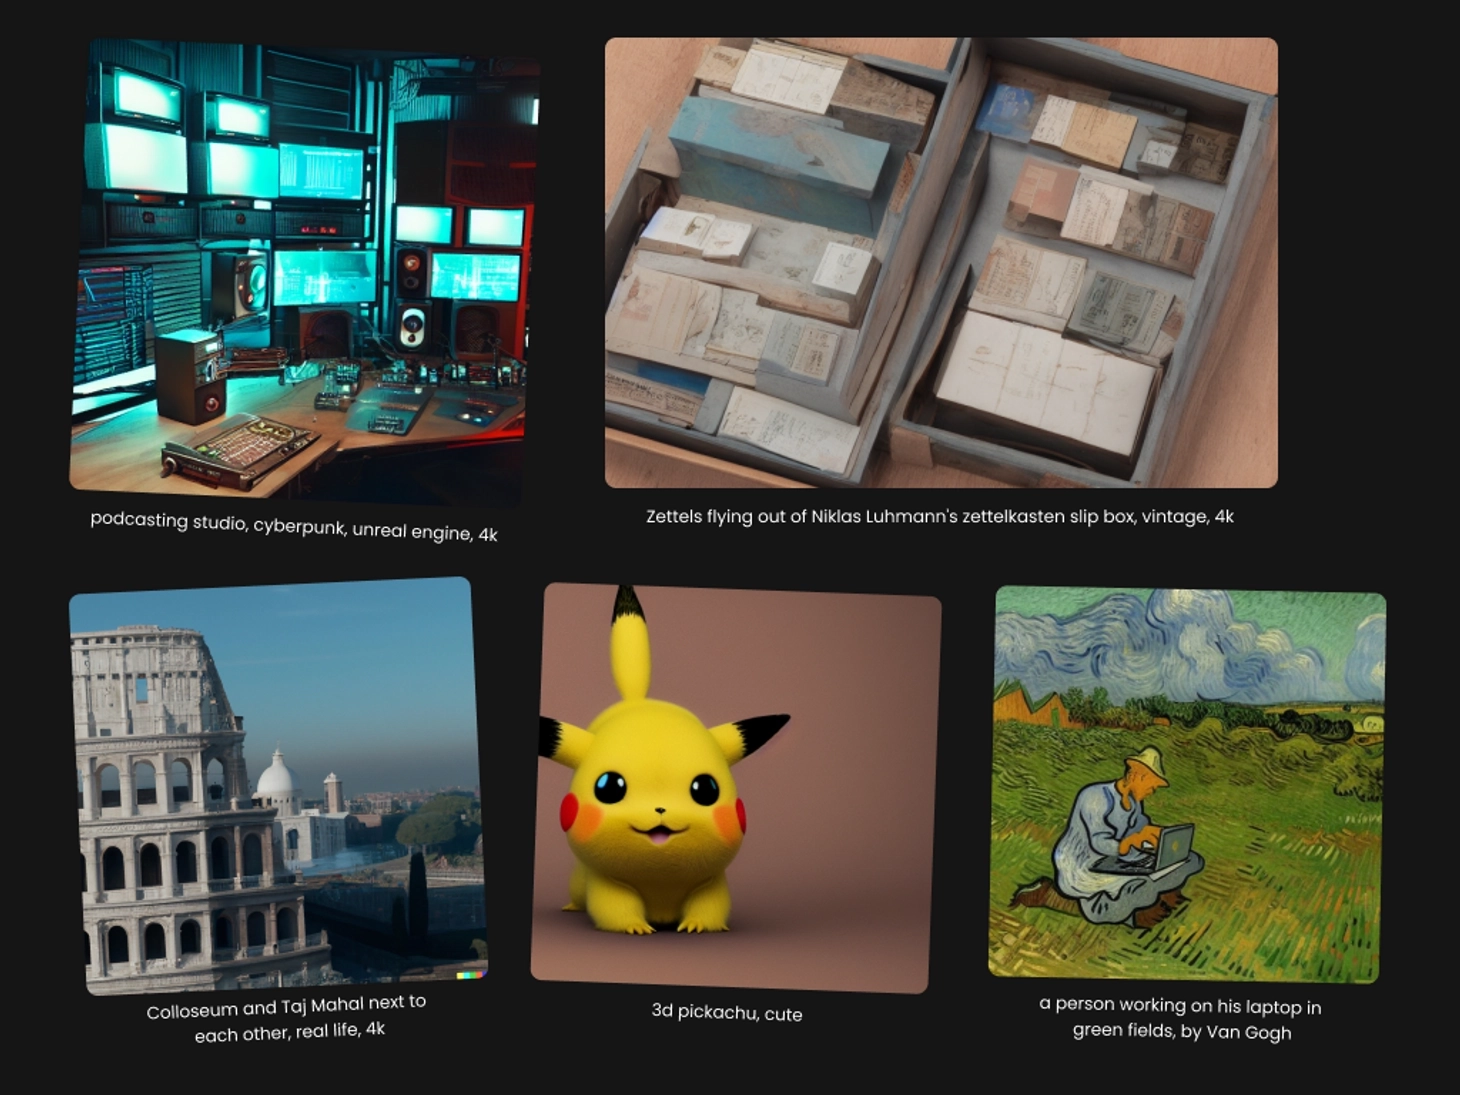 podcasting studio, cyberpunk, unreal engine, 4k
Zettels flying out of Niklas Luhmann's zettelkasten slip box, vintage, 4k
Colloseum and Taj Mahal next to
each other, real life, 4k
3d pickachu, cute
a person working on his laptop in
green fields, by Van Gogh